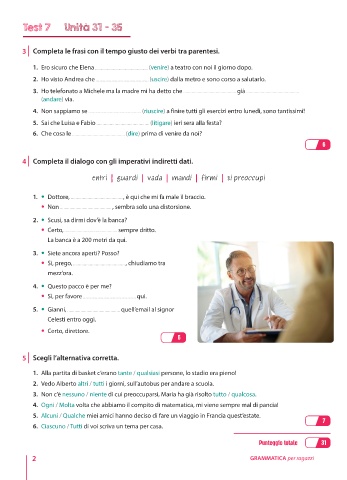 Test 7 Unità 31 - 35
3 Completa le frasi con il tempo giusto dei verbi tra parentesi.
1. Ero sicuro che Elena .............................. (venire) a teatro con noi il giorno dopo.
2. Ho visto Andrea che .............................. (uscire) dalla metro e sono corso a salutarlo.
3. Ho telefonato a Michele ma la madre mi ha detto che .............................. già ..............................
(andare) via.
4. Non sappiamo se .............................. (riuscire) a finire tutti gli esercizi entro lunedì, sono tantissimi!
5. Sai che Luisa e Fabio .............................. (litigare) ieri sera alla festa?
6. Che cosa le .............................. (dire) prima di venire da noi?
6
4 Completa il dialogo con gli imperativi indiretti dati.
entri | guardi | vada | mandi | firmi | si preoccupi
1. • Dottore, .............................., è qui che mi fa male il braccio.
• Non .............................., sembra solo una distorsione.
2. • Scusi, sa dirmi dov'è la banca?
• Certo, .............................. sempre dritto.
La banca è a 200 metri da qui.
3. • Siete ancora aperti? Posso?
• Sì, prego, .............................., chiudiamo tra
mezz'ora.
4. • Questo pacco è per me?
• Sì, per favore .............................. qui.
5. • Gianni, .............................. quell'email al signor
Celesti entro oggi.
• Certo, direttore.
6
5 Scegli l'alternativa corretta.
1. Alla partita di basket c'erano tante / qualsiasi persone, lo stadio era pieno!
2. Vedo Alberto altri / tutti i giorni, sull'autobus per andare a scuola.
3. Non c'è nessuno / niente di cui preoccuparsi, Maria ha già risolto tutto / qualcosa.
4. Ogni / Molta volta che abbiamo il compito di matematica, mi viene sempre mal di pancia!
5. Alcuni / Qualche miei amici hanno deciso di fare un viaggio in Francia quest'estate.
6. Ciascuno / Tutti di voi scriva un tema per casa.
7
Punteggio totale 31
2 GRAMMATICA per ragazzi